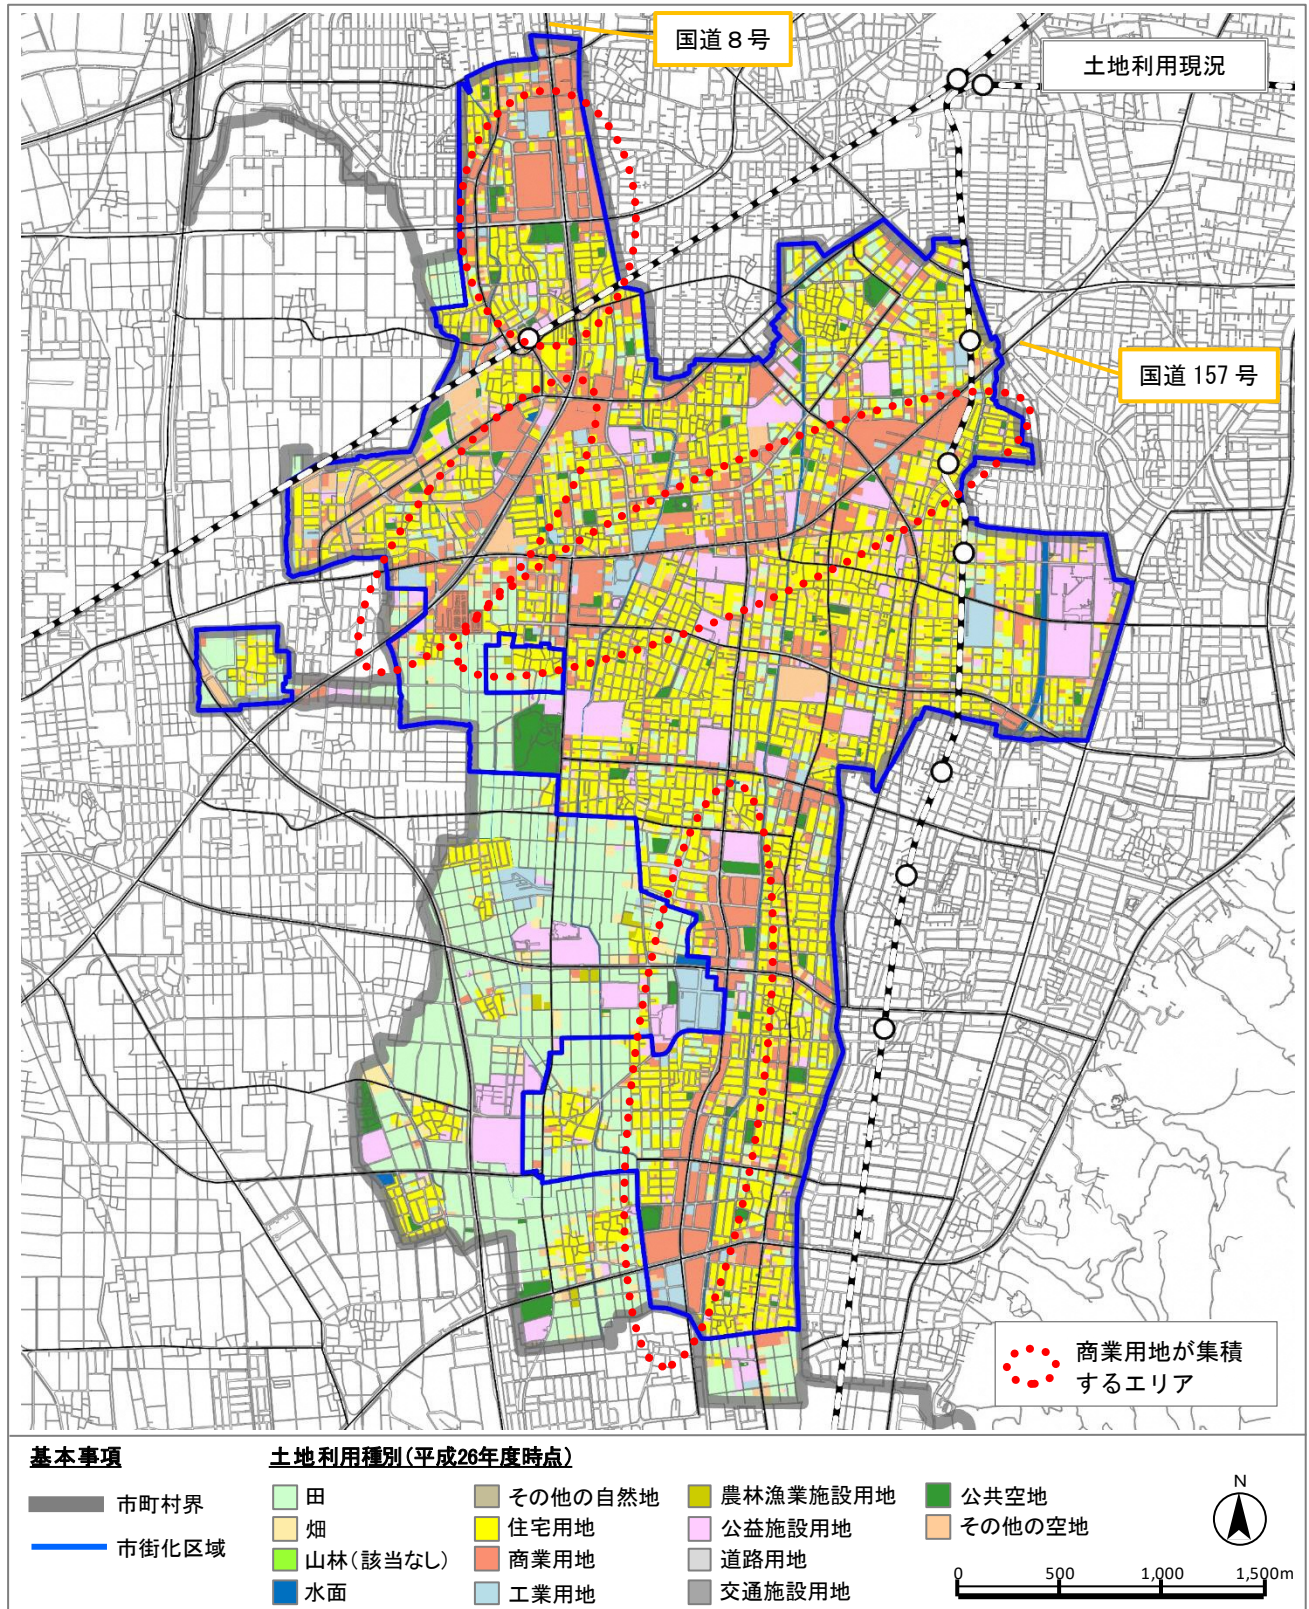 国道８号
土地利用現況
国道 157 号
商業用地が集積
するエリア
基本事項
市町村界
市街化区域
土地利用種別(平成26年度時点)
田
畑
山林(該当なし)
水面
その他の自然地
住宅用地
商業用地
工業用地
農林漁業施設用地
公益施設用地
道路用地
交通施設用地
公共空地
その他の空地
N
0 500 1,000 1,500m